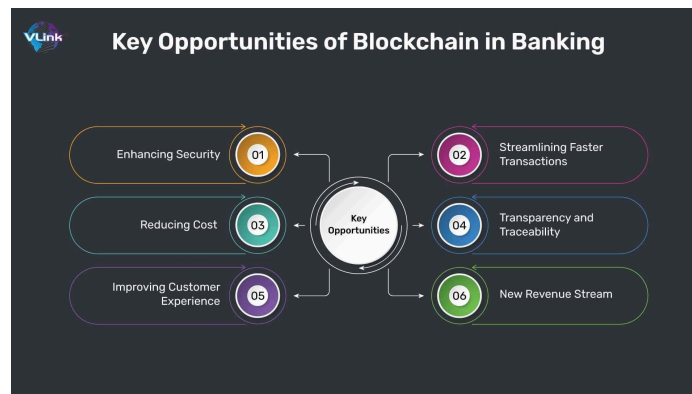 VLink
Key Opportunities of Blockchain in Banking
Enhancing Security
01
02
Streamlining Faster
Transactions
Reducing Cost
03
Key
Opportunities
04
Transparency and
Traceability
Improving Customer
Experience
05
06
New Revenue Stream